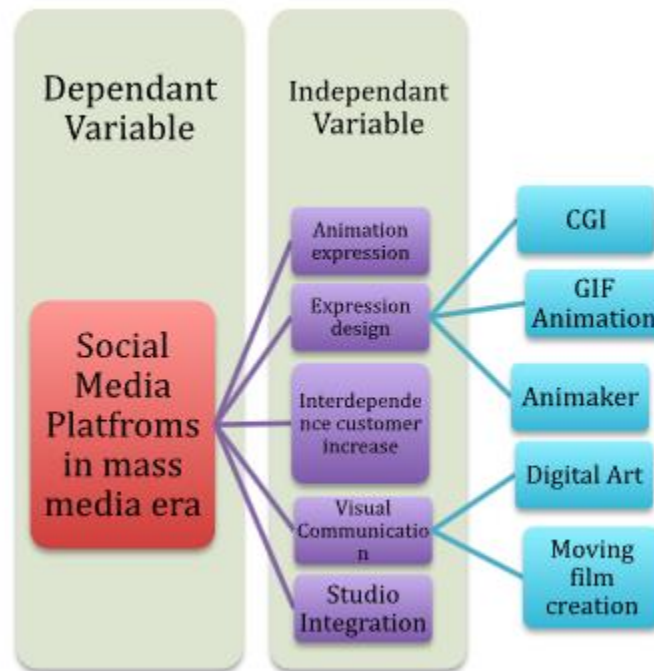 Dependant
Variable
Independant
Variable
Social
Media
Platfroms
in mass
media era
Animation
expression
Expression
design
Interdepende
nce customer
increase
Visual
Communicatio
n
Studio
Integration
CGI
GIF
Animation
Animaker
Digital Art
Moving
film
creation